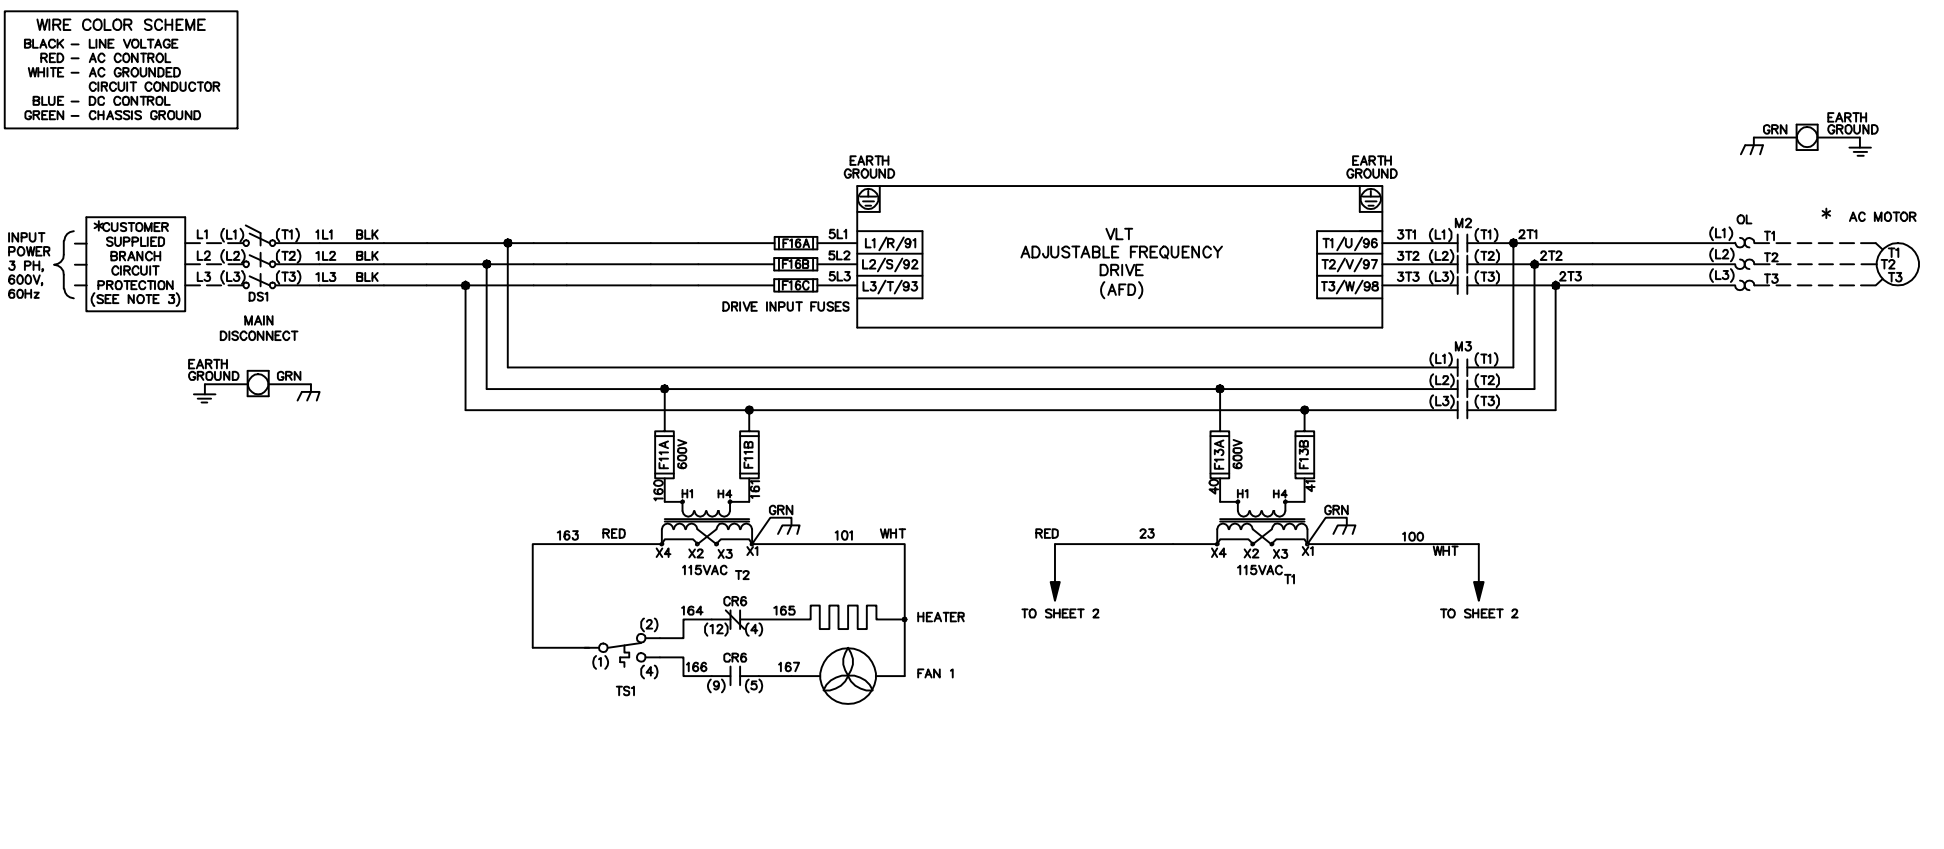 WIRE COLOR SCHEME
BLACK – LINE VOLTAGE
RED – AC CONTROL
WHITE – AC GROUNDED
CIRCUIT CONDUCTOR
BLUE – DC CONTROL
GREEN – CHASSIS GROUND
INPUT
POWER
3 PH,
600V,
60Hz
*CUSTOMER
SUPPLIED
BRANCH
CIRCUIT
PROTECTION
(SEE NOTE 3)
L1 (L1) (T1) 1L1 BLK
L2 (L2) (T2) 1L2 BLK
L3 (L3) (T3) 1L3 BLK
DS1
MAIN
DISCONNECT
EARTH
GROUND
GRN
F16A 5L1
F16B 5L2
F16C 5L3
DRIVE INPUT FUSES
EARTH
GROUND
L1/R/91
L2/S/92
L3/T/93
VLT
ADJUSTABLE FREQUENCY
DRIVE
(AFD)
EARTH
GROUND
T1/U/96
T2/V/97
T3/W/98
M2
3T1 (L1) (T1) 2T1
3T2 (L2) (T2) 2T2
3T3 (L3) (T3) 2T3
M3
(L1) (T1)
(L2) (T2)
(L3) (T3)
GRN
EARTH
GROUND
OL
(L1) T1
(L2) T2
(L3) T3
* AC MOTOR
T1
T2
T3
F11A
600V
F11B
160
161
H1 H4
GRN
163 RED
101 WHT
X4 X2 X3 X1
115VAC T2
CR6
164 165
(12) (4)
HEATER
(2)
(1)
(4)
TS1
CR6
166 167
(9) (5)
FAN 1
F13A
600V
F13B
40
41
H1 H4
GRN
RED 23
100
WHT
X4 X2 X3 X1
115VAC T1
TO SHEET 2
TO SHEET 2